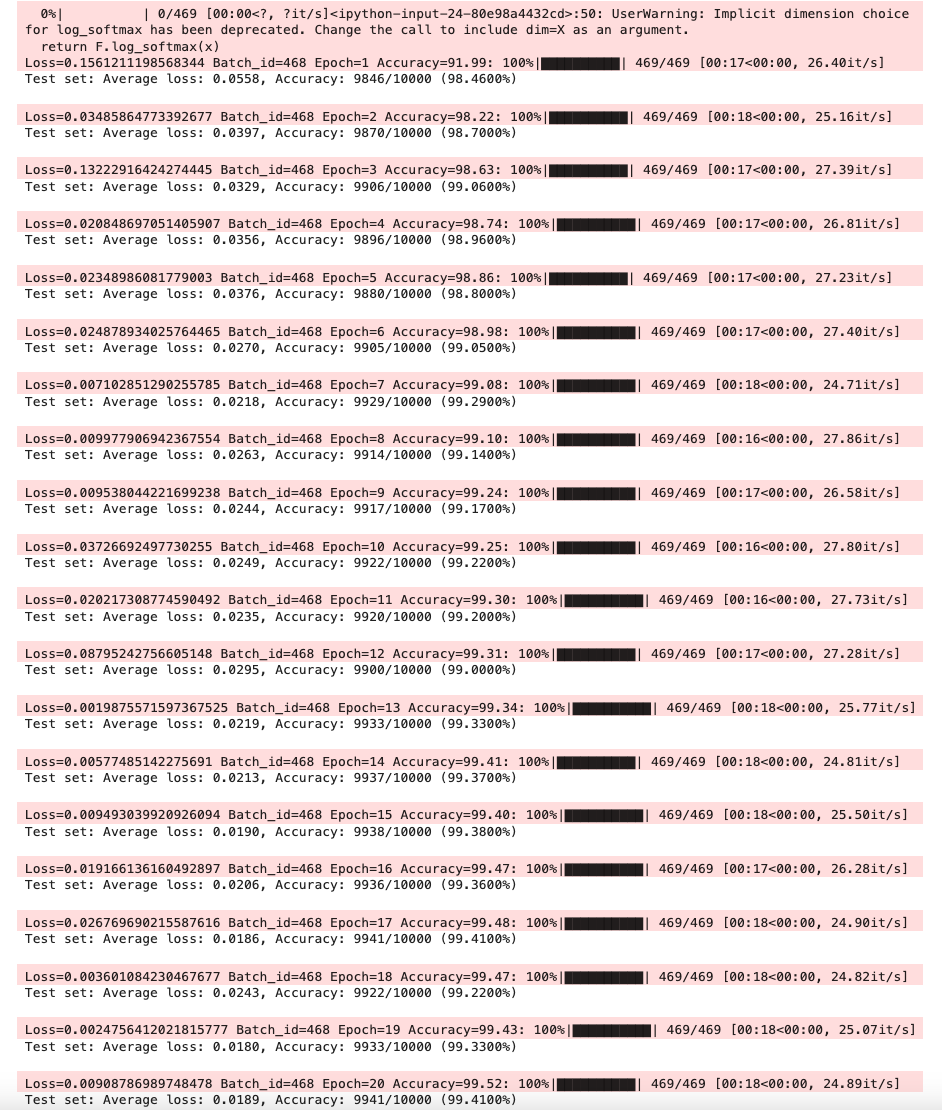 0%|          | 0/469 [00:00<?, ?it/s]<ipython-input-24-80e98a4432cd>:50: UserWarning: Implicit dimension choice
for log_softmax has been deprecated. Change the call to include dim=X as an argument.
return F.log_softmax(x)
Loss=0.1561211198568344 Batch_id=468 Epoch=1 Accuracy=91.99: 100%|██████████| 469/469 [00:17<00:00, 26.40it/s]
Test set: Average loss: 0.0558, Accuracy: 9846/10000 (98.4600%)
Loss=0.03485864773392677 Batch_id=468 Epoch=2 Accuracy=98.22: 100%|██████████| 469/469 [00:18<00:00, 25.16it/s]
Test set: Average loss: 0.0397, Accuracy: 9870/10000 (98.7000%)
Loss=0.13222916424274445 Batch_id=468 Epoch=3 Accuracy=98.63: 100%|██████████| 469/469 [00:17<00:00, 27.39it/s]
Test set: Average loss: 0.0329, Accuracy: 9906/10000 (99.0600%)
Loss=0.020848697051405907 Batch_id=468 Epoch=4 Accuracy=98.74: 100%|██████████| 469/469 [00:17<00:00, 26.81it/s]
Test set: Average loss: 0.0356, Accuracy: 9896/10000 (98.9600%)
Loss=0.02348986081779003 Batch_id=468 Epoch=5 Accuracy=98.86: 100%|██████████| 469/469 [00:17<00:00, 27.23it/s]
Test set: Average loss: 0.0376, Accuracy: 9880/10000 (98.8000%)
Loss=0.024878934025764465 Batch_id=468 Epoch=6 Accuracy=98.98: 100%|██████████| 469/469 [00:17<00:00, 27.40it/s]
Test set: Average loss: 0.0270, Accuracy: 9905/10000 (99.0500%)
Loss=0.007102851290255785 Batch_id=468 Epoch=7 Accuracy=99.08: 100%|██████████| 469/469 [00:18<00:00, 24.71it/s]
Test set: Average loss: 0.0218, Accuracy: 9929/10000 (99.2900%)
Loss=0.009977906942367554 Batch_id=468 Epoch=8 Accuracy=99.10: 100%|██████████| 469/469 [00:16<00:00, 27.86it/s]
Test set: Average loss: 0.0263, Accuracy: 9914/10000 (99.1400%)
Loss=0.009538044221699238 Batch_id=468 Epoch=9 Accuracy=99.24: 100%|██████████| 469/469 [00:17<00:00, 26.58it/s]
Test set: Average loss: 0.0244, Accuracy: 9917/10000 (99.1700%)
Loss=0.03726692497730255 Batch_id=468 Epoch=10 Accuracy=99.25: 100%|██████████| 469/469 [00:16<00:00, 27.80it/s]
Test set: Average loss: 0.0249, Accuracy: 9922/10000 (99.2200%)
Loss=0.020217308774590492 Batch_id=468 Epoch=11 Accuracy=99.30: 100%|██████████| 469/469 [00:16<00:00, 27.73it/s]
Test set: Average loss: 0.0235, Accuracy: 9920/10000 (99.2000%)
Loss=0.08795242756605148 Batch_id=468 Epoch=12 Accuracy=99.31: 100%|██████████| 469/469 [00:17<00:00, 27.28it/s]
Test set: Average loss: 0.0295, Accuracy: 9900/10000 (99.0000%)
Loss=0.0019875571597367525 Batch_id=468 Epoch=13 Accuracy=99.34: 100%|██████████| 469/469 [00:18<00:00, 25.77it/s]
Test set: Average loss: 0.0219, Accuracy: 9933/10000 (99.3300%)
Loss=0.00577485142275691 Batch_id=468 Epoch=14 Accuracy=99.41: 100%|██████████| 469/469 [00:18<00:00, 24.81it/s]
Test set: Average loss: 0.0213, Accuracy: 9937/10000 (99.3700%)
Loss=0.009493039920926094 Batch_id=468 Epoch=15 Accuracy=99.40: 100%|██████████| 469/469 [00:18<00:00, 25.50it/s]
Test set: Average loss: 0.0190, Accuracy: 9938/10000 (99.3800%)
Loss=0.019166136160492897 Batch_id=468 Epoch=16 Accuracy=99.47: 100%|██████████| 469/469 [00:17<00:00, 26.28it/s]
Test set: Average loss: 0.0206, Accuracy: 9936/10000 (99.3600%)
Loss=0.026769690215587616 Batch_id=468 Epoch=17 Accuracy=99.48: 100%|██████████| 469/469 [00:18<00:00, 24.90it/s]
Test set: Average loss: 0.0186, Accuracy: 9941/10000 (99.4100%)
Loss=0.003601084230467677 Batch_id=468 Epoch=18 Accuracy=99.47: 100%|██████████| 469/469 [00:18<00:00, 24.82it/s]
Test set: Average loss: 0.0243, Accuracy: 9922/10000 (99.2200%)
Loss=0.0024756412021815777 Batch_id=468 Epoch=19 Accuracy=99.43: 100%|██████████| 469/469 [00:18<00:00, 25.07it/s]
Test set: Average loss: 0.0180, Accuracy: 9933/10000 (99.3300%)
Loss=0.00908786989748478 Batch_id=468 Epoch=20 Accuracy=99.52: 100%|██████████| 469/469 [00:18<00:00, 24.89it/s]
Test set: Average loss: 0.0189, Accuracy: 9941/10000 (99.4100%)